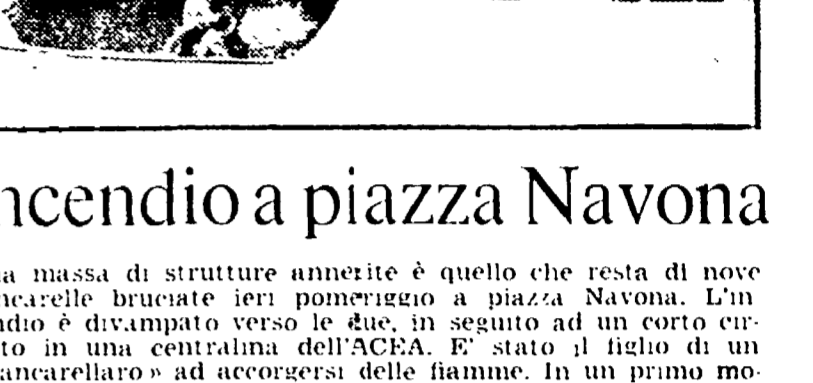 ncendio a piazza Navona
a massa di strutture annerite è quello che resta di nove
ncarelle bruciate ieri pomeriggio a piazza Navona. L'in
ndio è divampato verso le due, in seguito ad un corto cir-
to in una centralina dell'ACEA. E' stato il figlio di un
ancarellaro» ad accorgersi delle fiamme. In un primo mo-